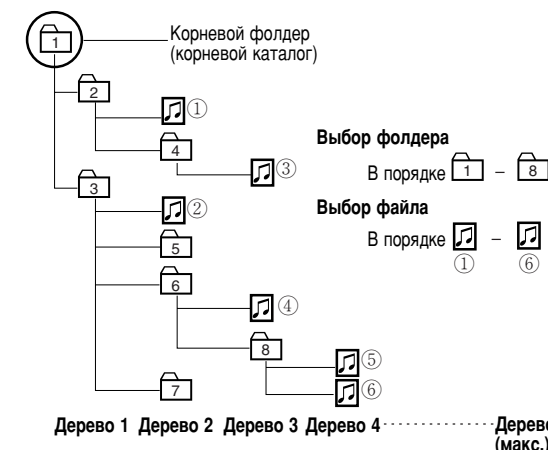 1
Корневой фолдер
(корневой каталог)
2
①
4
③
3
②
5
6
④
8
⑤
⑥
7
Выбор фолдера
В порядке 1 – 8
Выбор файла
В порядке –
① ⑥
Дерево 1 Дерево 2 Дерево 3 Дерево 4
(макс.)